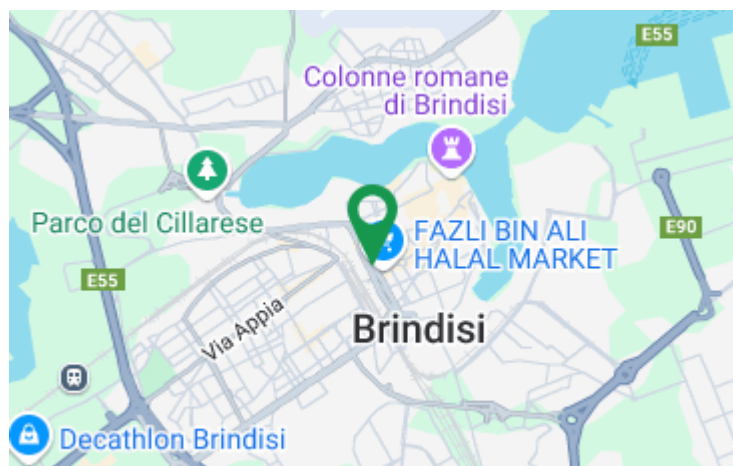 E55
Colonne romane
di Brindisi
Parco del Cillarese
FAZLI BIN ALI
HALAL MARKET
E90
E55
Via Appia
Brindisi
Decathlon Brindisi